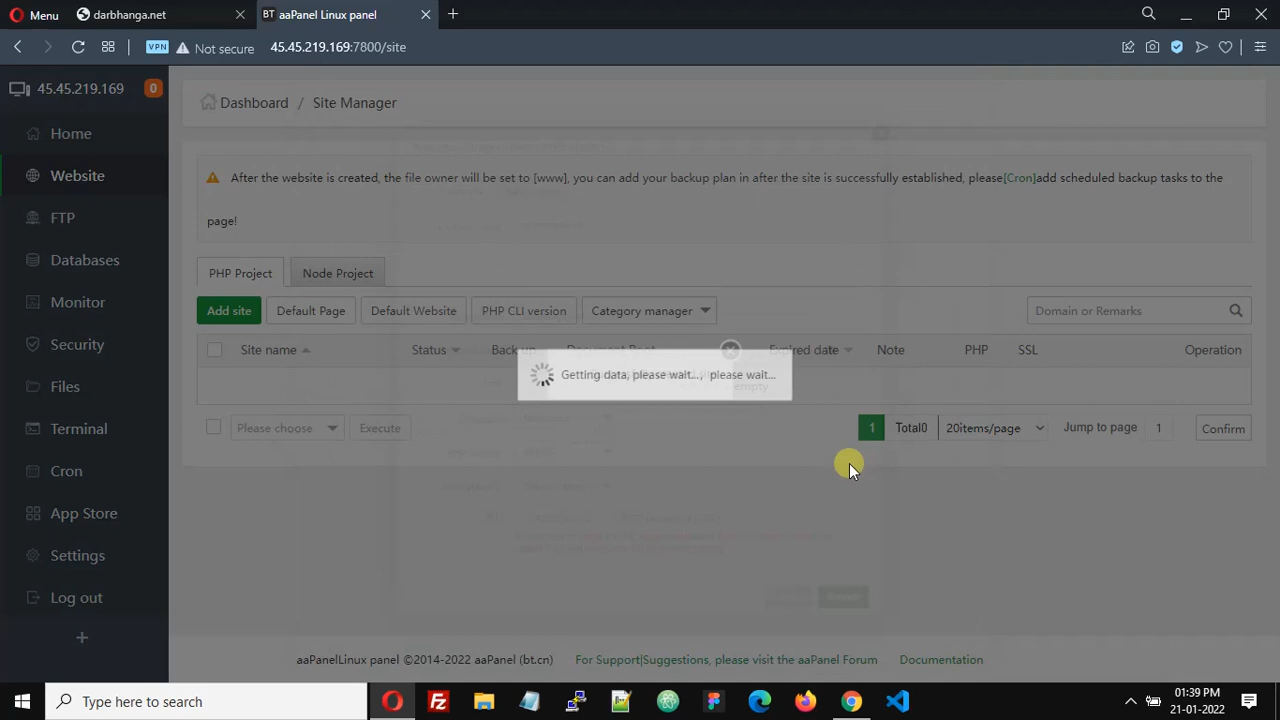 Menu
darbhanga.net
BT aaPanel Linux panel
VPN
Not secure
45.45.219.169:7800/site
45.45.219.169
0
Home
Website
FTP
Databases
Monitor
Security
Files
Terminal
Cron
App Store
Settings
Log out
Dashboard / Site Manager
After the website is created, the file owner will be set to [www], you can add your backup plan in after the site is successfully established, please[Cron]add scheduled backup tasks to the
page!
PHP Project
Node Project
Add site
Default Page
Default Website
PHP CLI version
Category manager
Domain or Remarks
Site name
Status
Back up
Document Root
Expired date
Note
PHP
SSL
Operation
Getting data, please wait..., please wait...
empty
Please choose
Execute
1
Total0
20items/page
Jump to page
1
Confirm
aaPanelLinux panel ©2014-2022 aaPanel (bt.cn)
For Support|Suggestions, please visit the aaPanel Forum
Documentation
Type here to search
01:39 PM
21-01-2022